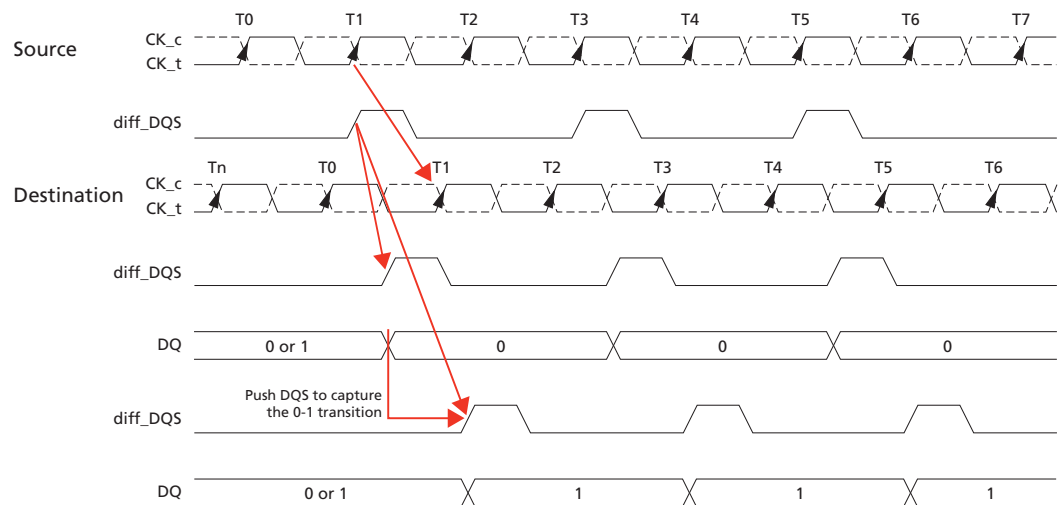 T0 T1 T2 T3 T4 T5 T6 T7
Source
CK_c
CK_t
diff_DQS
Tn T0 T1 T2 T3 T4 T5 T6
Destination
CK_c
CK_t
diff_DQS
DQ 0 or 1 0 0 0
Push DQS to capture
the 0-1 transition
diff_DQS
DQ 0 or 1 1 1 1